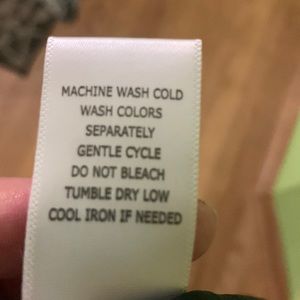 MACHINE WASH COLD
WASH COLORS
SEPARATELY
GENTLE CYCLE
DO NOT BLEACH
TUMBLE DRY LOW
COOL IRON IF NEEDED